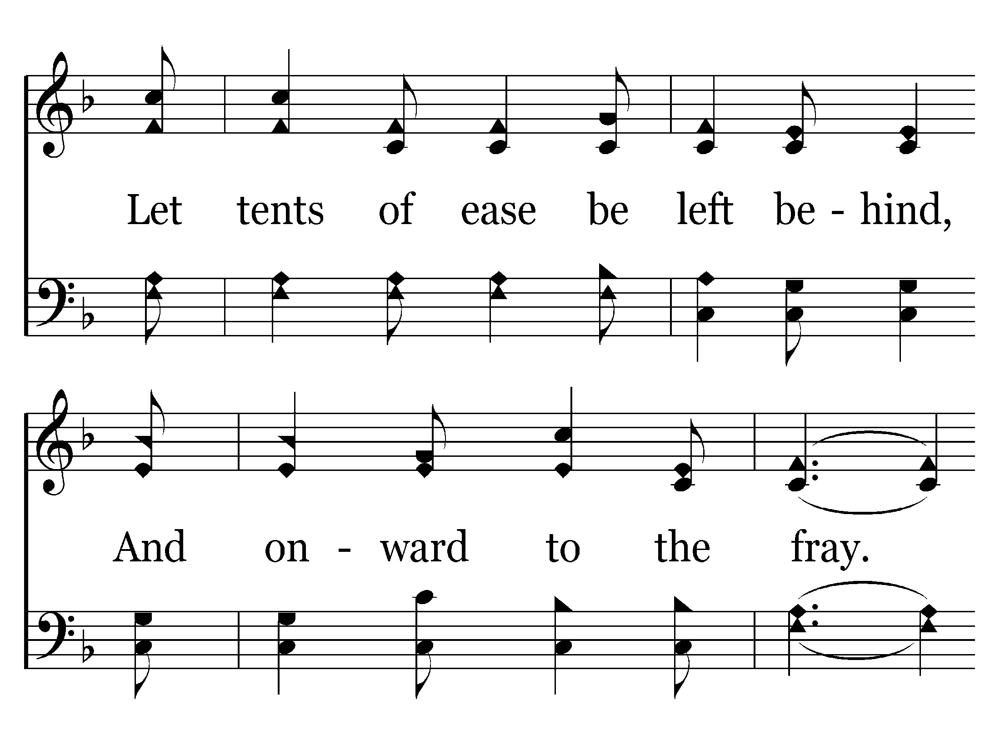 Let tents of ease be left be - hind,
And on - ward to the fray.